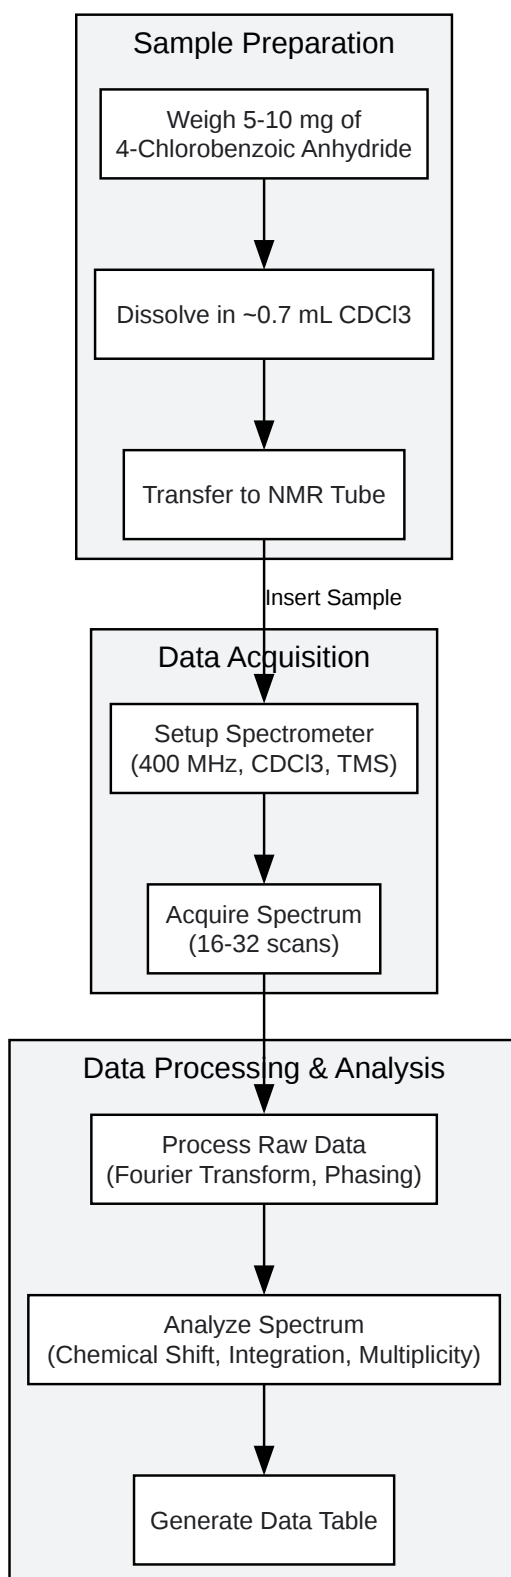 Sample Preparation
Weigh 5-10 mg of
4-Chlorobenzoic Anhydride
Dissolve in ~0.7 mL CDCl3
Transfer to NMR Tube
Insert Sample
Data Acquisition
Setup Spectrometer
(400 MHz, CDCl3, TMS)
Acquire Spectrum
(16-32 scans)
Data Processing & Analysis
Process Raw Data
(Fourier Transform, Phasing)
Analyze Spectrum
(Chemical Shift, Integration, Multiplicity)
Generate Data Table